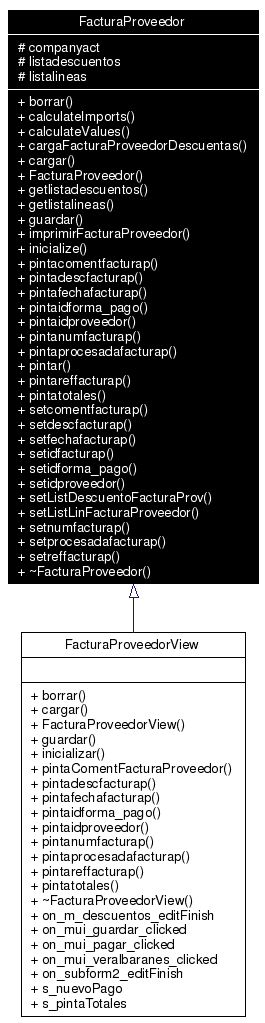 FacturaProveedor
# companyact
# listadescuentos
# listalineas
+ borrar()
+ calculateImports()
+ calculateValues()
+ cargaFacturaProveedorDescuentas()
+ cargar()
+ FacturaProveedor()
+ getlistadescuentos()
+ getlistalineas()
+ guardar()
+ imprimirFacturaProveedor()
+ inicialize()
+ pintacomentfacturap()
+ pintadescfacturap()
+ pintafechafacturap()
+ pintaidforma_pago()
+ pintaidproveedor()
+ pintanumfacturap()
+ pintaprocesadafacturap()
+ pintar()
+ pintareffacturap()
+ pintatotales()
+ setcomentfacturap()
+ setdescfacturap()
+ setfechafacturap()
+ setidfacturap()
+ setidforma_pago()
+ setidproveedor()
+ setListDescuentoFacturaProv()
+ setListLinFacturaProveedor()
+ setnumfacturap()
+ setprocesadafacturap()
+ setreffacturap()
+ ~FacturaProveedor()
FacturaProveedorView
+ borrar()
+ cargar()
+ FacturaProveedorView()
+ guardar()
+ inicializar()
+ pintaComentFacturaProveedor()
+ pintadescfacturap()
+ pintafechafacturap()
+ pintaidforma_pago()
+ pintaidproveedor()
+ pintanumfacturap()
+ pintaprocesadafacturap()
+ pintareffacturap()
+ pintatotales()
+ ~FacturaProveedorView()
+ on_m_descuentos_editFinish
+ on_mui_guardar_clicked
+ on_mui_pagar_clicked
+ on_mui_veralbaranes_clicked
+ on_subform2_editFinish
+ s_nuevoPago
+ s_pintaTotales